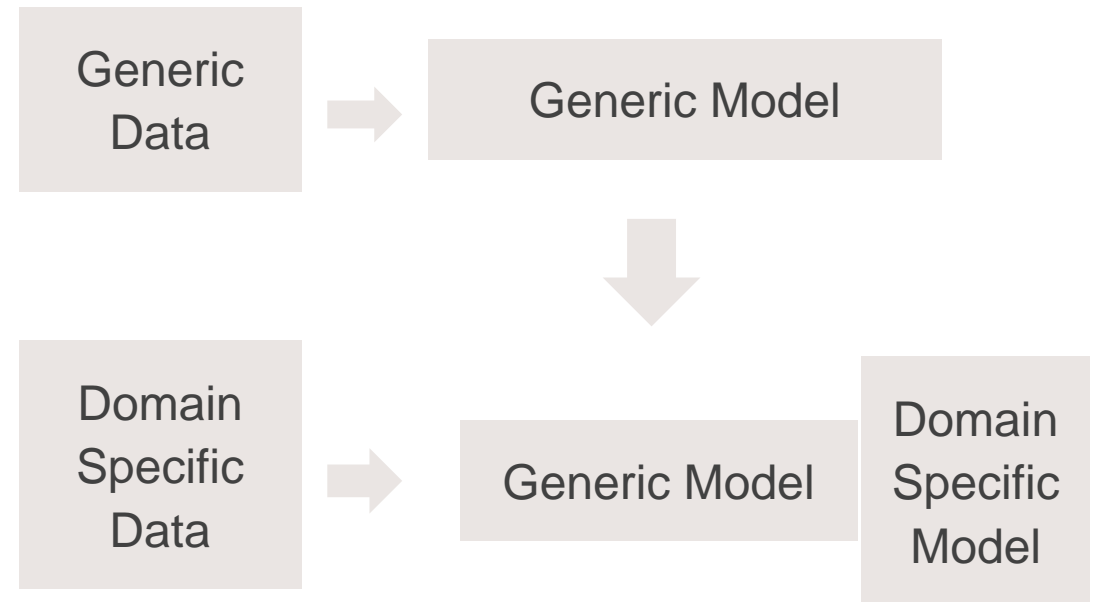 Generic
Data
Generic Model
Domain
Specific
Data
Generic Model
Domain
Specific
Model